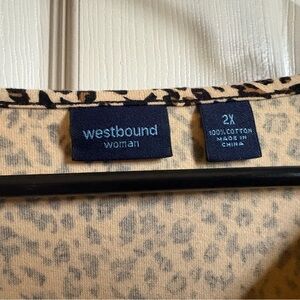 westbound
woman
2X
100% COTTON
MADE IN
CHINA